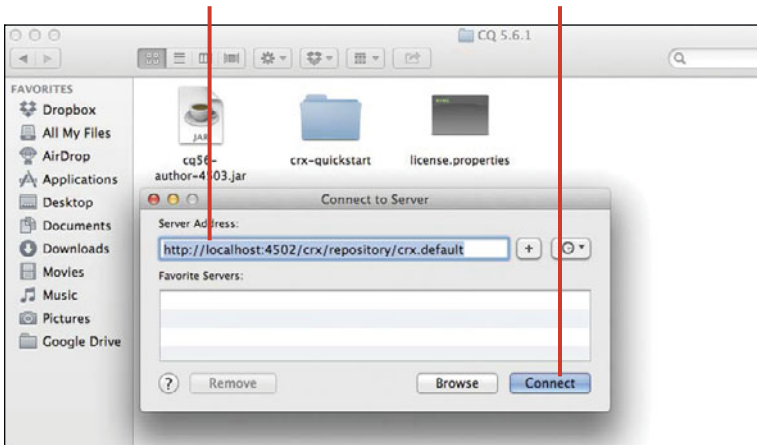 CQ 5.6.1
FAVORITES
Dropbox
All My Files
AirDrop
Applications
Desktop
Documents
Downloads
Movies
Music
Pictures
Google Drive
JAR
cq56-
author-4503.jar
crx-quickstart
license.properties
Connect to Server
Server Address:
http://localhost:4502/crx/repository/crx.default
+
Favorite Servers:
?
Remove
Browse
Connect